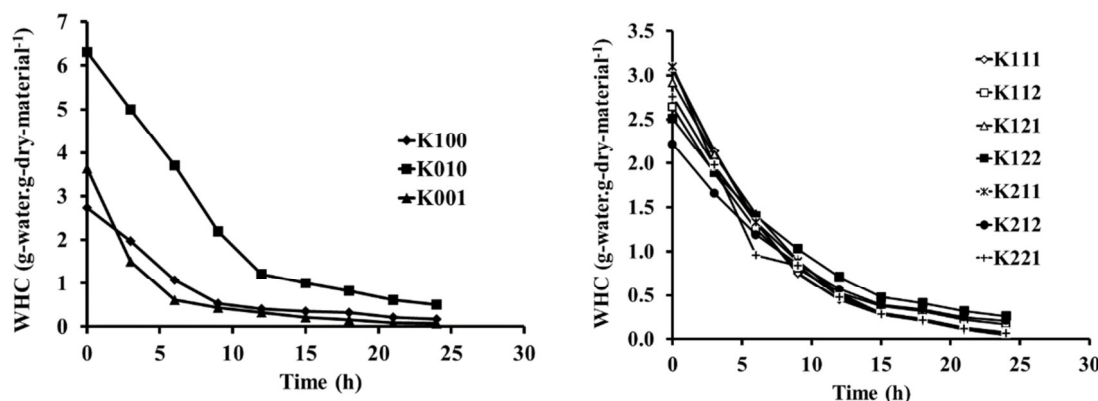 WHC (g-water.g-dry-material-1)
7
6
5
4
3
2
1
0
0 5 10 15 20 25 30
Time (h)
K100
K010
K001
WHC (g-water.g-dry-material-1)
3.5
3.0
2.5
2.0
1.5
1.0
0.5
0.0
0 5 10 15 20 25 30
Time (h)
K111
K112
K121
K122
K211
K212
K221